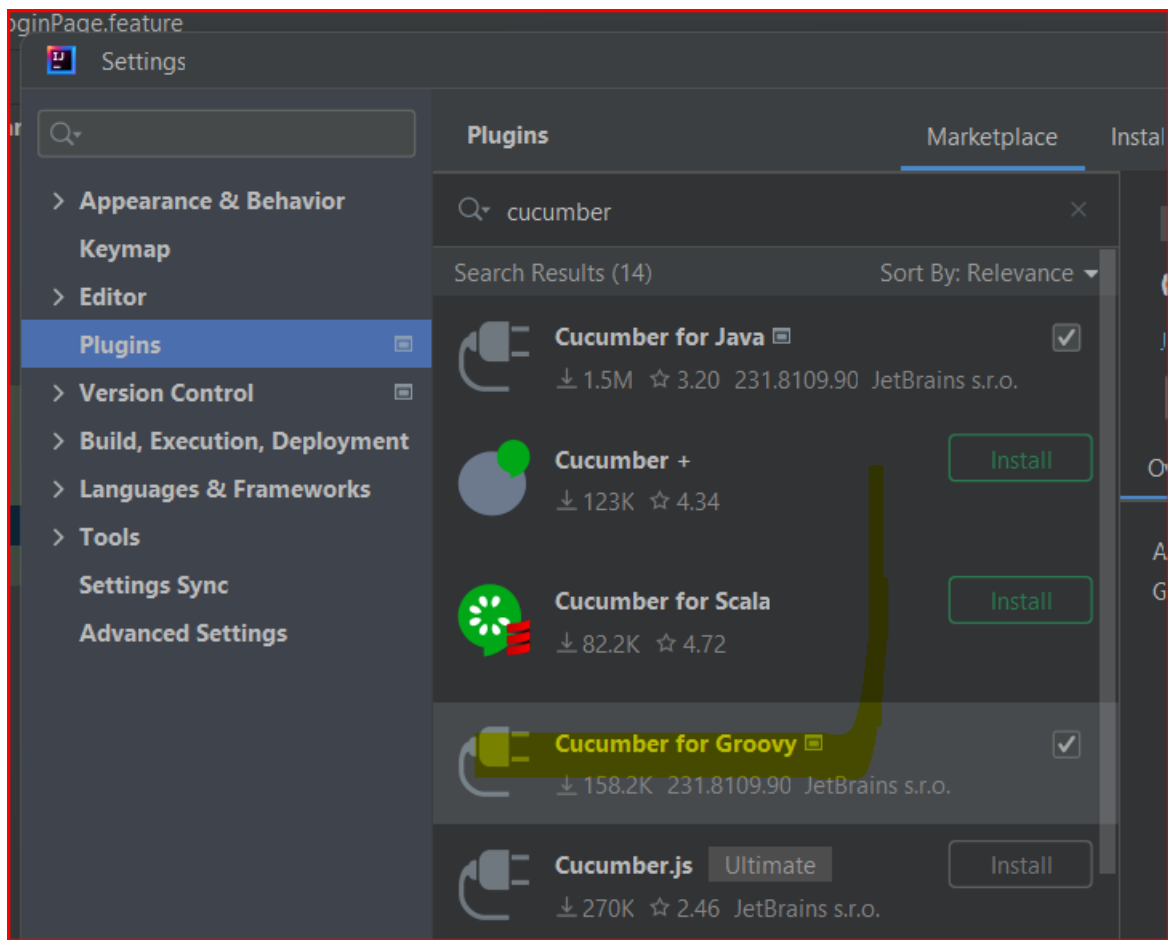 oginPage.feature
Settings
Plugins
Marketplace
Instal
Appearance & Behavior
Keymap
Editor
Plugins
Version Control
Build, Execution, Deployment
Languages & Frameworks
Tools
Settings Sync
Advanced Settings
cucumber
Search Results (14)
Sort By: Relevance
Cucumber for Java
1.5M 3.20 231.8109.90 JetBrains s.r.o.
Cucumber +
Install
123K 4.34
Cucumber for Scala
Install
82.2K 4.72
Cucumber for Groovy
158.2K 231.8109.90 JetBrains s.r.o.
Cucumber.js Ultimate
Install
270K 2.46 JetBrains s.r.o.